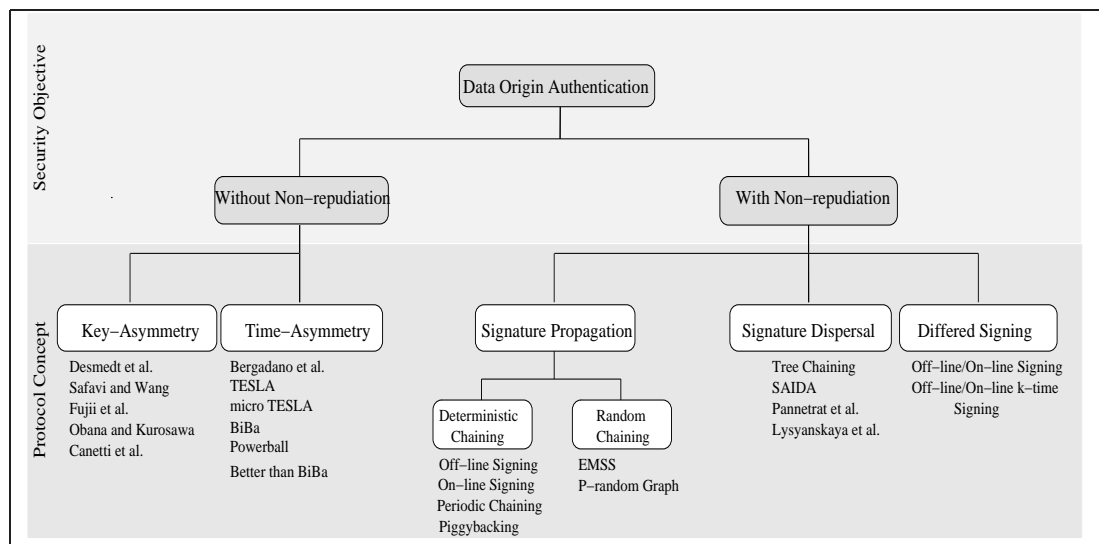 Security Objective
Data Origin Authentication
Without Non−repudiation
With Non−repudiation
Protocol Concept
Key−Asymmetry
Desmedt et al.
Safavi and Wang
Fujii et al.
Obana and Kurosawa
Canetti et al.
Time−Asymmetry
Bergadano et al.
TESLA
micro TESLA
BiBa
Powerball
Better than BiBa
Signature Propagation
Deterministic
Chaining
Off−line Signing
On−line Signing
Periodic Chaining
Piggybacking
Random
Chaining
EMSS
P−random Graph
Signature Dispersal
Tree Chaining
SAIDA
Pannetrat et al.
Lysyanskaya et al.
Differed Signing
Off−line/On−line Signing
Off−line/On−line k−time
Signing